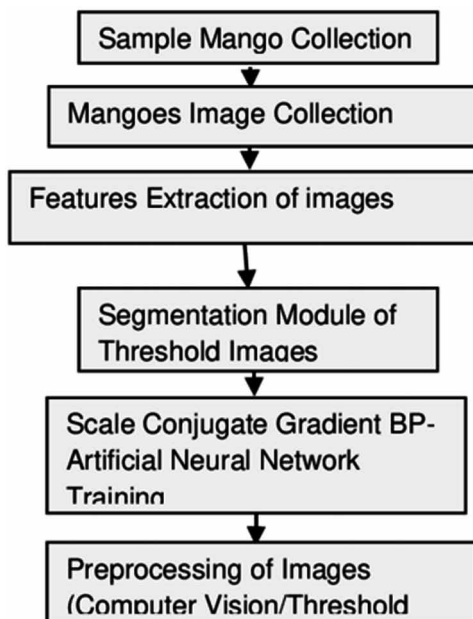 Sample Mango Collection
Mangoes Image Collection
Features Extraction of images
Segmentation Module of
Threshold Images
Scale Conjugate Gradient BP-
Artificial Neural Network
Training
Preprocessing of Images
(Computer Vision/Threshold